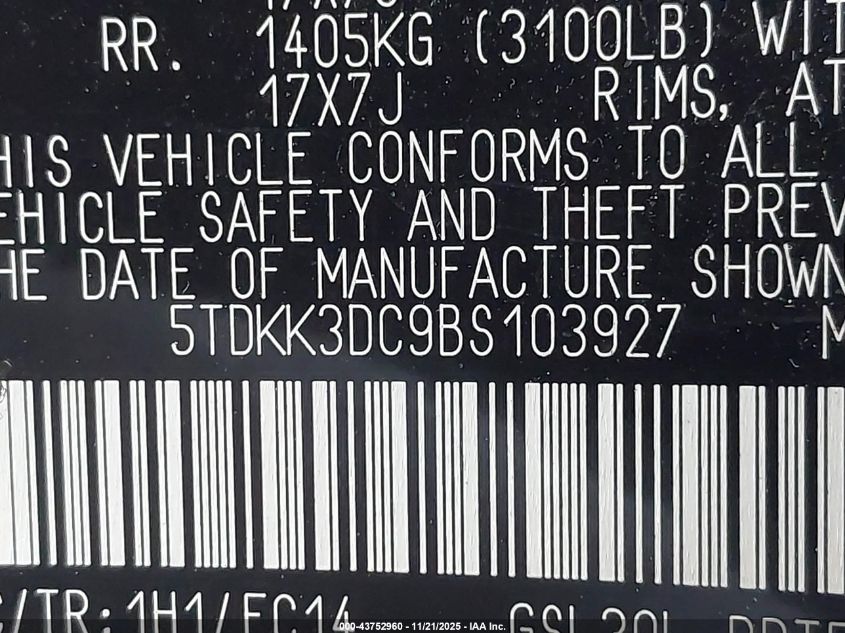 RR. 1405KG (3100LB) WIT
17X7J RIMS, AT
HIS VEHICLE CONFORMS TO ALL
EHICLE SAFETY AND THEFT PREV
HE DATE OF MANUFACTURE SHOWN
5TDKK3DC9BS103927 M
C/TR:1H1/FC14 GSL30L
000-43752960 - 11/21/2025 - IAA Inc.